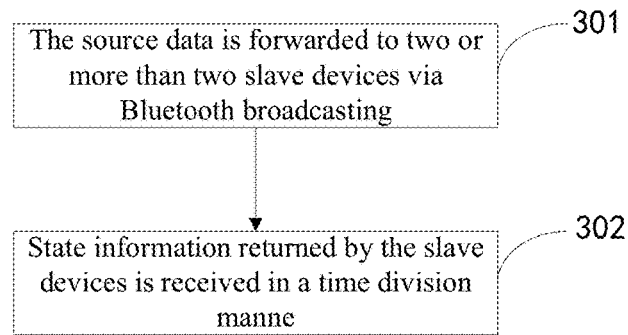 The source data is forwarded to two or
more than two slave devices via
Bluetooth broadcasting
301
State information returned by the slave
devices is received in a time division
manne
302